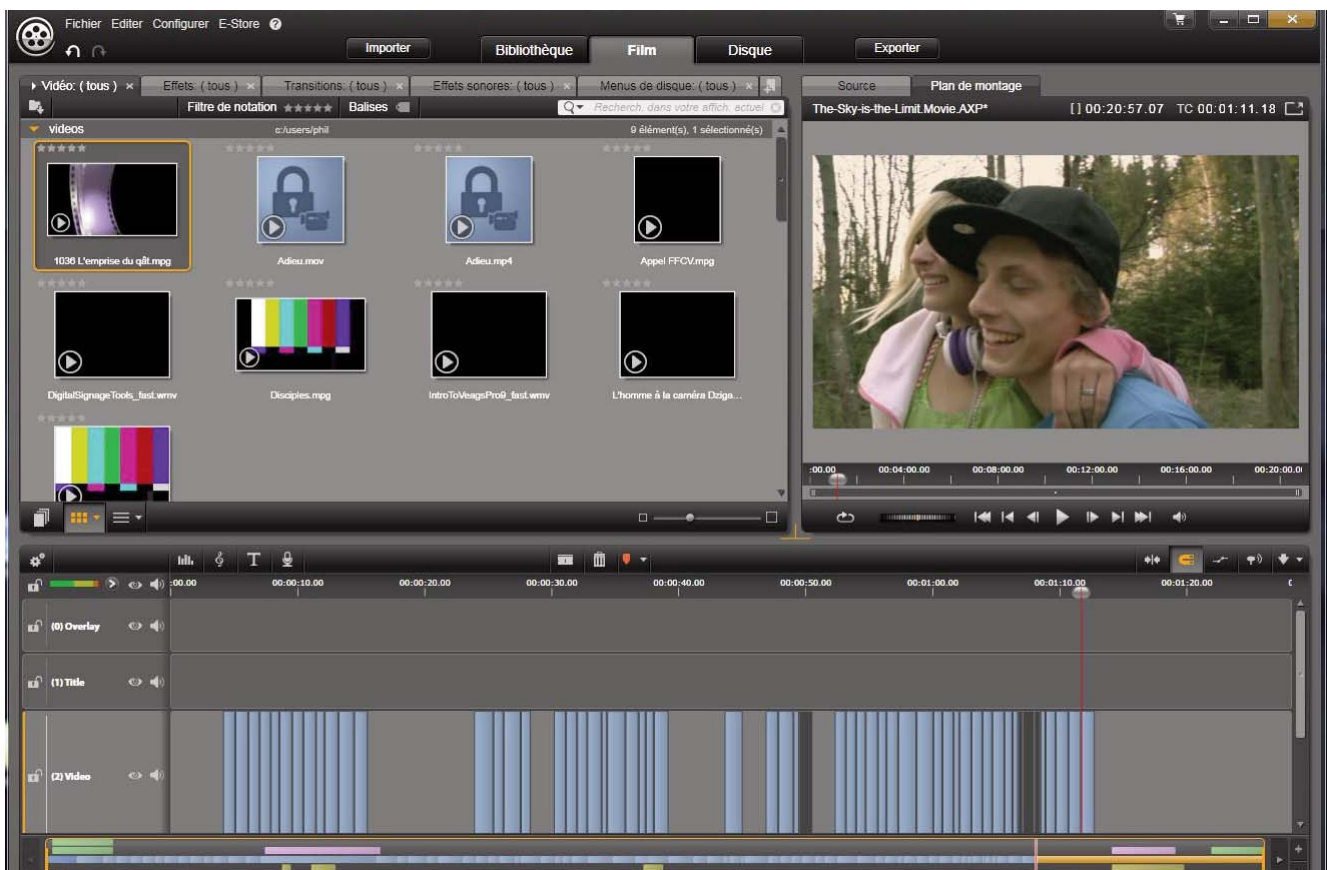 Fichier Editer Configurer E-Store ?
Importer Bibliothèque Film Disque Exporter
Vidéo: ( tous ) × Effets: ( tous ) × Transitions: ( tous ) × Effets sonores: ( tous ) × Menus de disque: ( tous ) ×
Source Plan de montage
Filtre de notation Balises Recherch. dans votre affich. actuel
The-Sky-is-the-Limit.Movie.AXP* [ ] 00:20:57.07 TC 00:01:11.18
videos c:/users/phil 9 élément(s), 1 sélectionné(s)
1036 L'emprise du qât.mpg Adieu.mov Adieu.mp4 Appel FFCV.mpg
DigitalSignageTools_fast.wmv Disciples.mpg IntroToVeagsPro9_fast.wmv L'homme à la caméra Dziga...
:00.00 00:04:00.00 00:08:00.00 00:12:00.00 00:16:00.00 00:20:00.0
T
:00.00 00:00:10.00 00:00:20.00 00:00:30.00 00:00:40.00 00:00:50.00 00:01:00.00 00:01:10.00 00:01:20.00
(0) Overlay
(1) Title
(2) Video